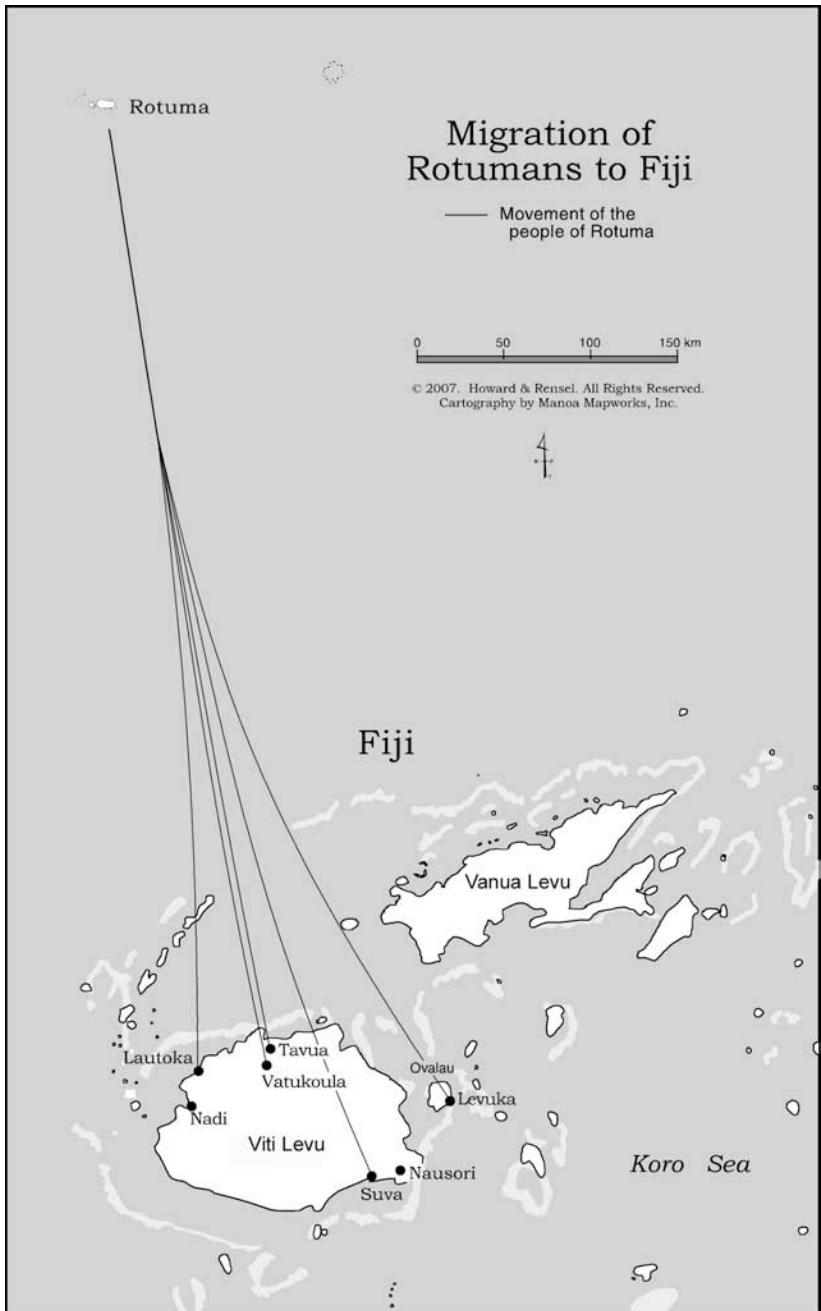 Rotuma
Migration of
Rotumans to Fiji
Movement of the
people of Rotuma
0 50 100 150 km
© 2007. Howard & Rensel. All Rights Reserved.
Cartography by Manoa Mapworks, Inc.
Fiji
Vanua Levu
Lautoka
Tavua
Vatukoula
Ovalau
Levuka
Nadi
Viti Levu
Koro Sea
Nausori
Suva